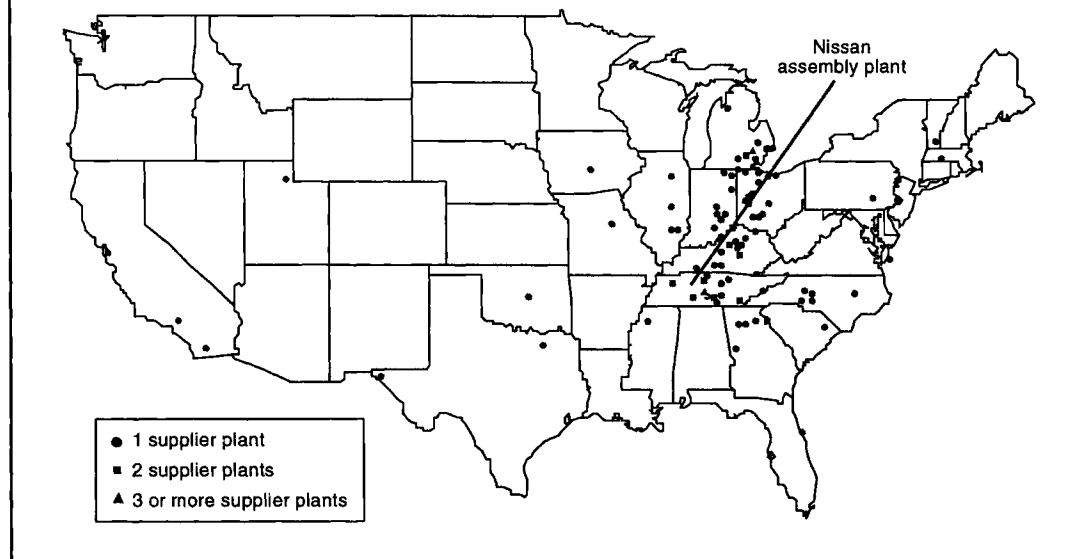 Nissan
assembly plant
1 supplier plant
2 supplier plants
3 or more supplier plants